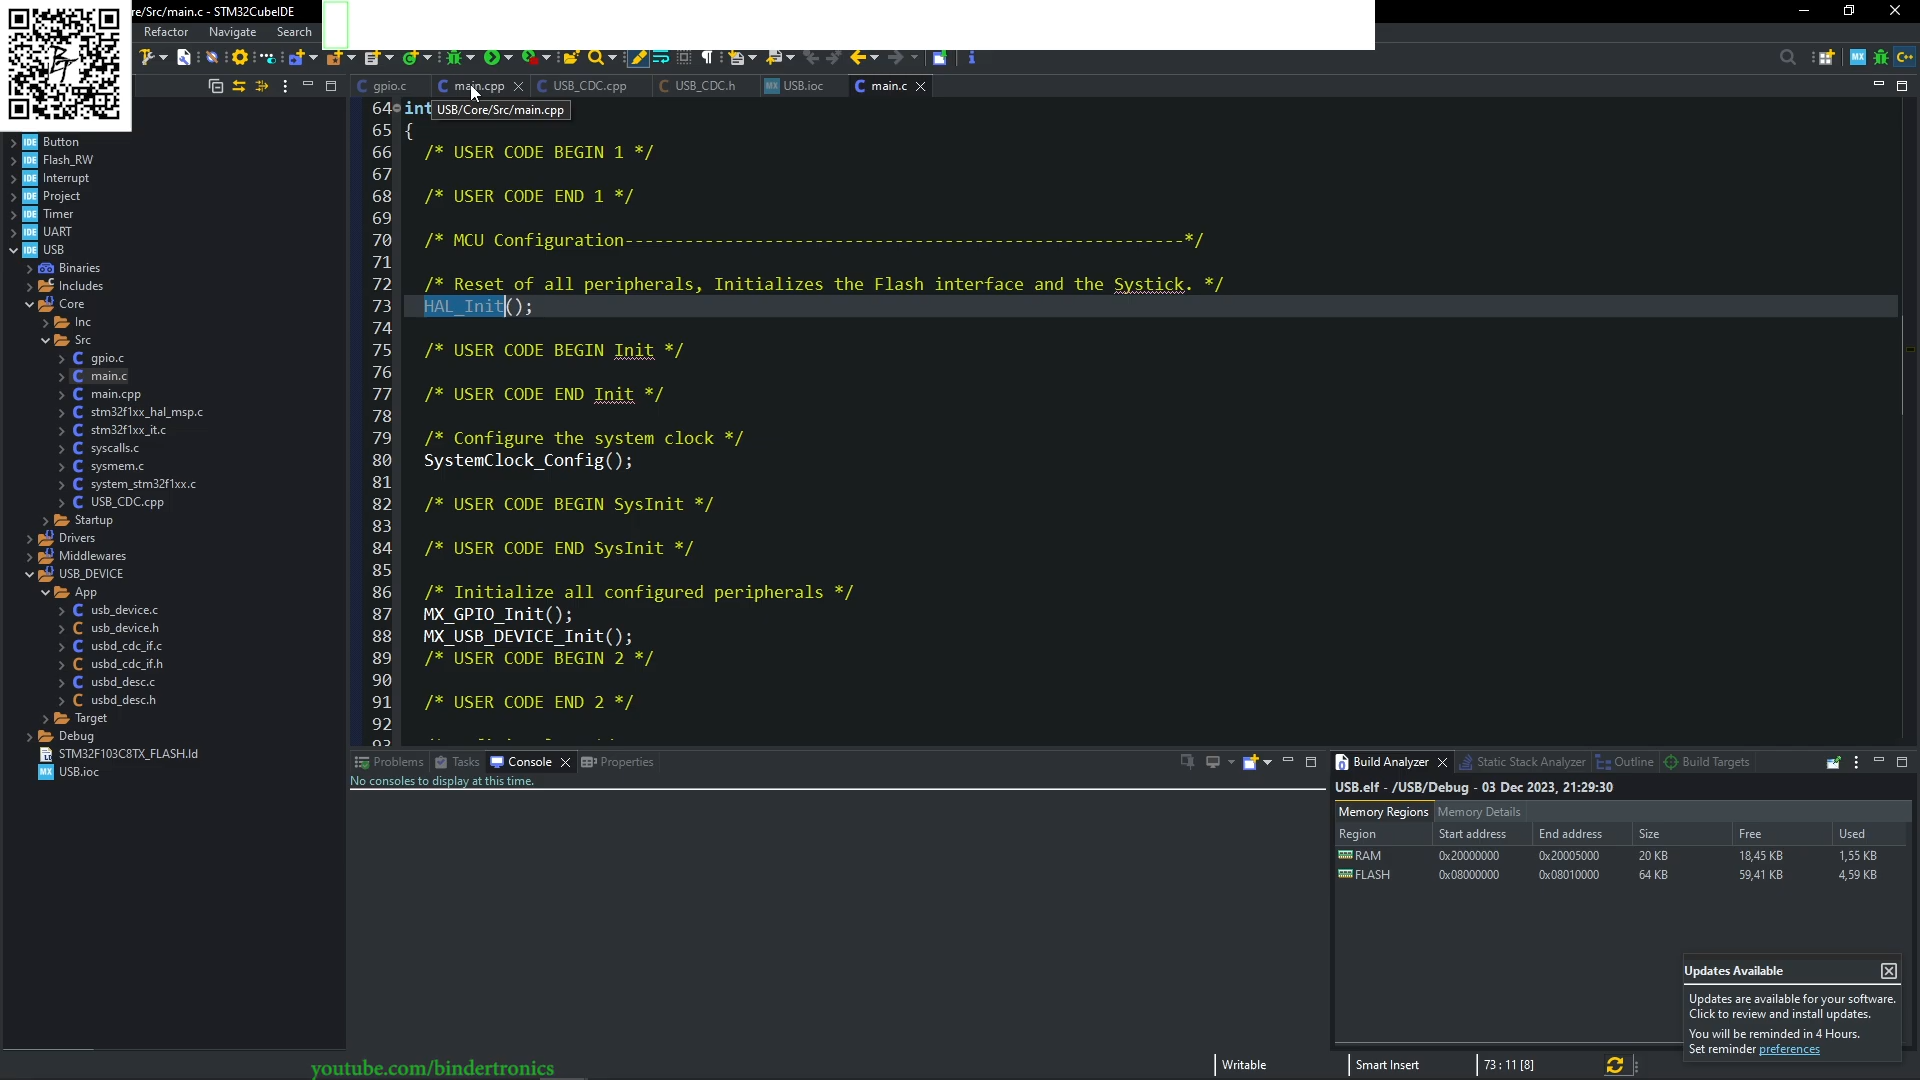 re/Src/main.c - STM32CubeIDE
Refactor Navigate Search
gpio.c main.cpp USB_CDC.cpp USB_CDC.h USB.ioc main.c
USB/Core/Src/main.cpp
Button
Flash_RW
Interrupt
Project
Timer
UART
USB
Binaries
Includes
Core
Inc
Src
gpio.c
main.c
main.cpp
stm32f1xx_hal_msp.c
stm32f1xx_it.c
syscalls.c
sysmem.c
system_stm32f1xx.c
USB_CDC.cpp
Startup
Drivers
Middlewares
USB_DEVICE
App
usb_device.c
usb_device.h
usbd_cdc_if.c
usbd_cdc_if.h
usbd_desc.c
usbd_desc.h
Target
Debug
STM32F103C8TX_FLASH.ld
USB.ioc
64 int
65 {
66 /* USER CODE BEGIN 1 */
67
68 /* USER CODE END 1 */
69
70 /* MCU Configuration--------------------------------------------------------*/
71
72 /* Reset of all peripherals, Initializes the Flash interface and the Systick. */
73 HAL_Init();
74
75 /* USER CODE BEGIN Init */
76
77 /* USER CODE END Init */
78
79 /* Configure the system clock */
80 SystemClock_Config();
81
82 /* USER CODE BEGIN SysInit */
83
84 /* USER CODE END SysInit */
85
86 /* Initialize all configured peripherals */
87 MX_GPIO_Init();
88 MX_USB_DEVICE_Init();
89 /* USER CODE BEGIN 2 */
90
91 /* USER CODE END 2 */
92
93
Problems Tasks Console Properties
No consoles to display at this time.
Build Analyzer Static Stack Analyzer Outline Build Targets
USB.elf - /USB/Debug - 03 Dec 2023, 21:29:30
Memory Regions Memory Details
Region Start address End address Size Free Used
RAM 0x20000000 0x20005000 20 KB 18,45 KB 1,55 KB
FLASH 0x08000000 0x08010000 64 KB 59,41 KB 4,59 KB
Updates Available
Updates are available for your software.
Click to review and install updates.
You will be reminded in 4 Hours.
Set reminder preferences
youtube.com/bindertronics
Writable Smart Insert 73 : 11 [8]